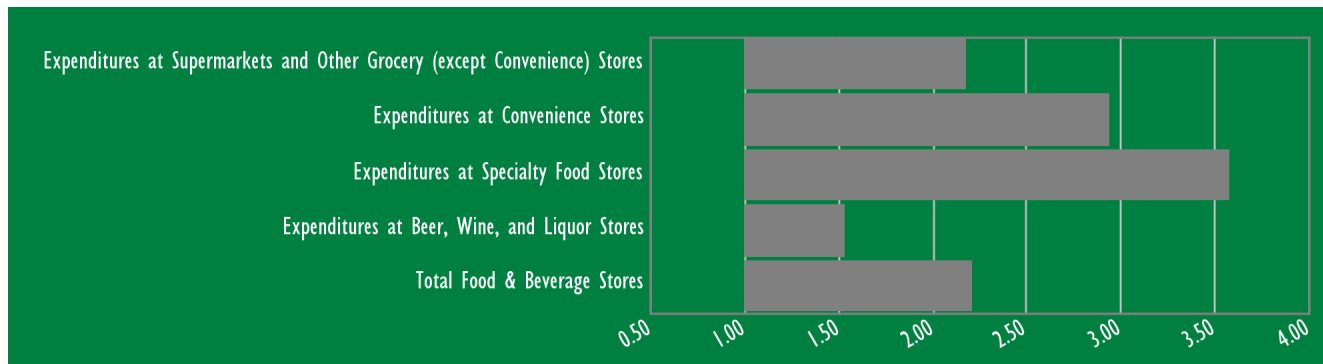 Expenditures at Supermarkets and Other Grocery (except Convenience) Stores
Expenditures at Convenience Stores
Expenditures at Specialty Food Stores
Expenditures at Beer, Wine, and Liquor Stores
Total Food & Beverage Stores
0.50 1.00 1.50 2.00 2.50 3.00 3.50 4.00